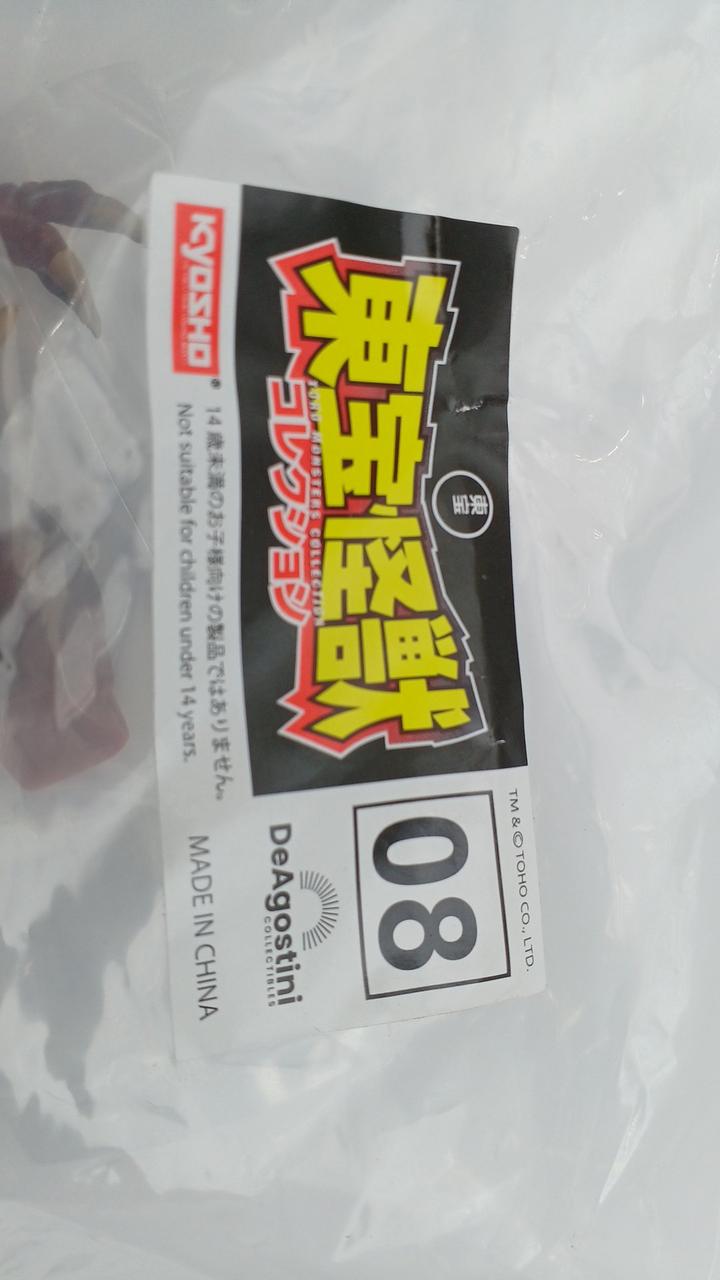 TM & © TOHO CO., LTD.
東宝
東宝怪獣
TOHO MONSTERS COLLECTION
コレクション
08
DeAgostini
COLLECTIBLES
KYOSHO®
14歳未満のお子様向けの製品ではありません。
Not suitable for children under 14 years.
MADE IN CHINA